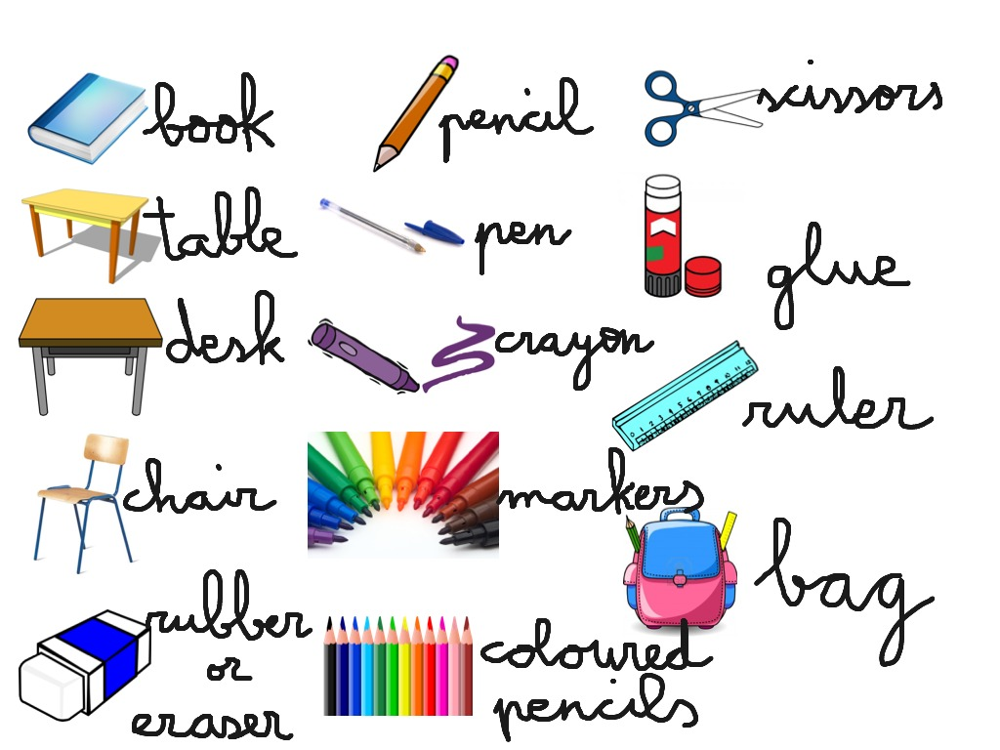 book
pencil
scissors
table
pen
glue
desk
crayon
ruler
chair
markers
bag
rubber
or
eraser
coloured
pencils